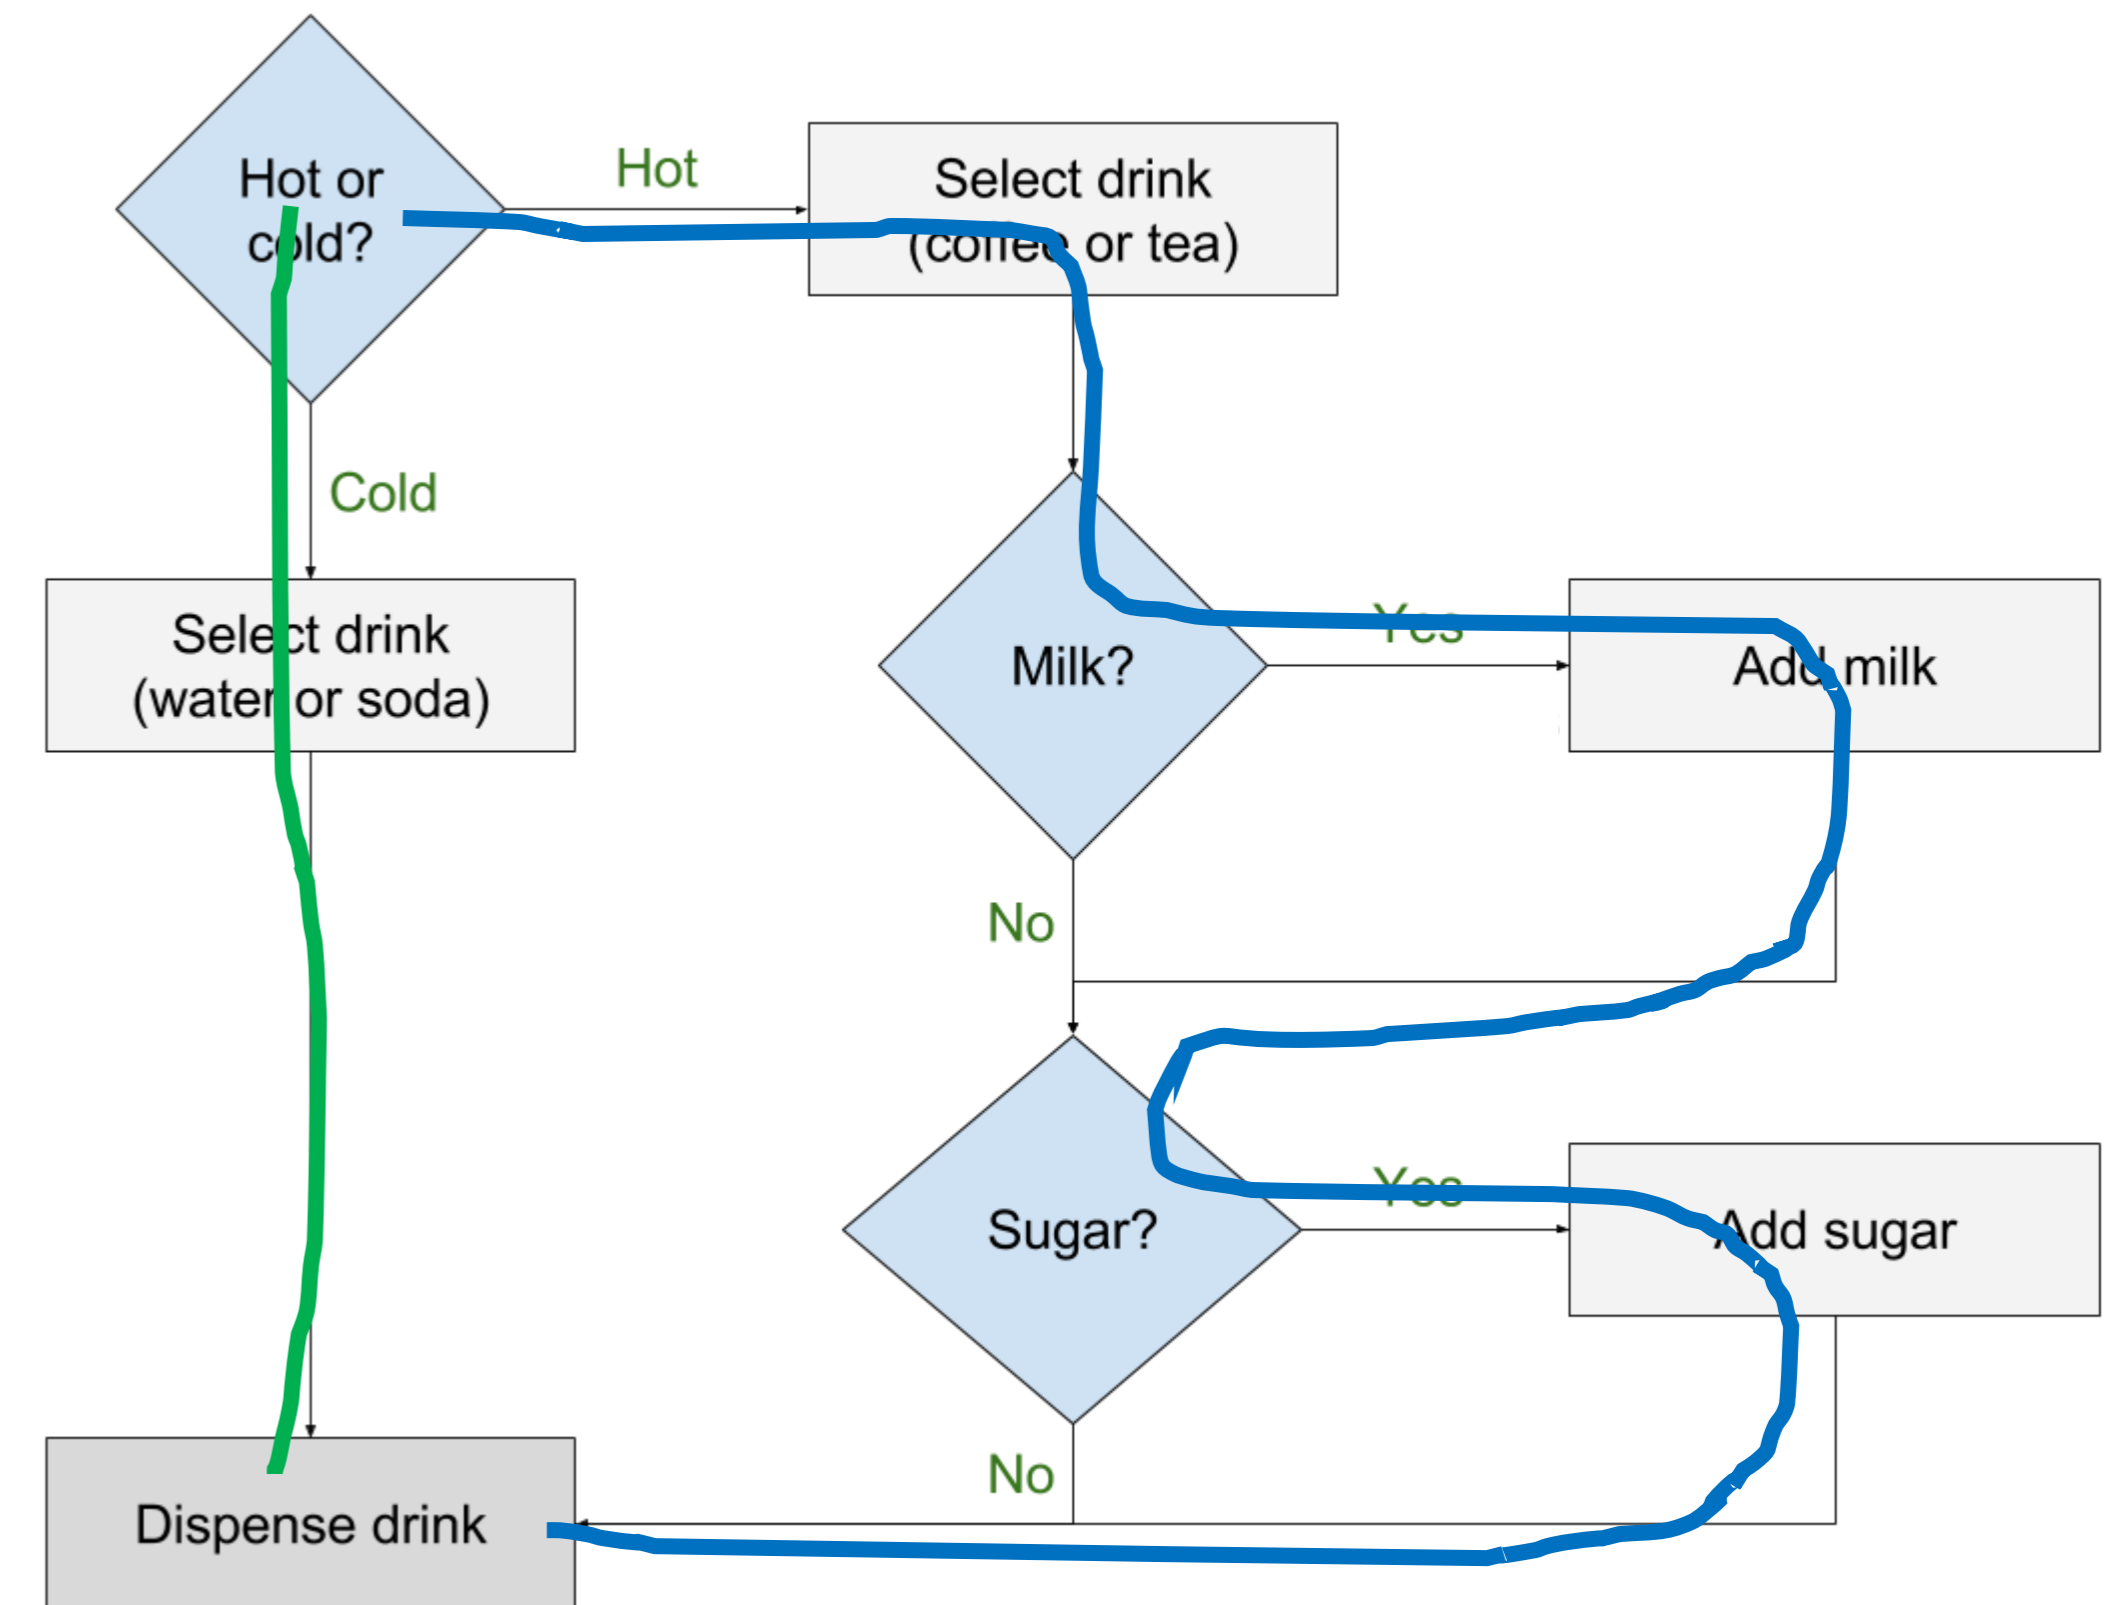 Hot or
cold?
Hot
Select drink
(coffee or tea)
Cold
Select drink
(water or soda)
Milk?
Yes
Add milk
No
Sugar?
Yes
Add sugar
No
Dispense drink